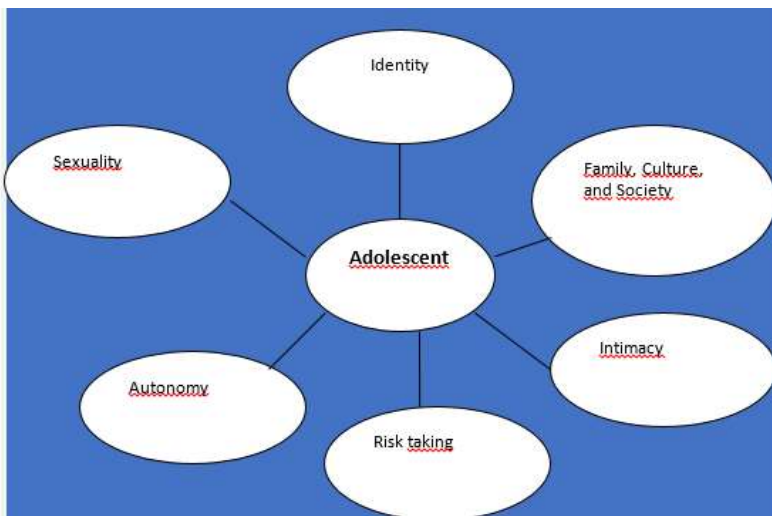 Identity
Sexuality
Family, Culture,
and Society
Adolescent
Intimacy
Autonomy
Risk taking